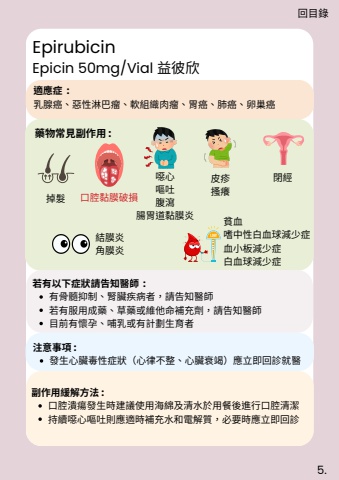 回目錄
Epirubicin
Epicin 50mg/Vial 益彼欣
適應症：
乳腺癌、惡性淋巴瘤、軟組織肉瘤、胃癌、肺癌、卵巢癌
藥物常見副作用：
掉髮
口腔黏膜破損
噁心
嘔吐
腹瀉
腸胃道黏膜炎
皮疹
搔癢
閉經
結膜炎
角膜炎
貧血
嗜中性白血球減少症
血小板減少症
白血球減少症
若有以下症狀請告知醫師：
• 有骨髓抑制、腎臟疾病者，請告知醫師
• 若有服用成藥、草藥或維他命補充劑，請告知醫師
• 目前有懷孕、哺乳或有計劃生育者
注意事項：
• 發生心臟毒性症狀（心律不整、心臟衰竭）應立即回診就醫
副作用緩解方法：
• 口腔潰瘍發生時建議使用海綿及清水於用餐後進行口腔清潔
• 持續噁心嘔吐則應適時補充水和電解質，必要時應立即回診
5.